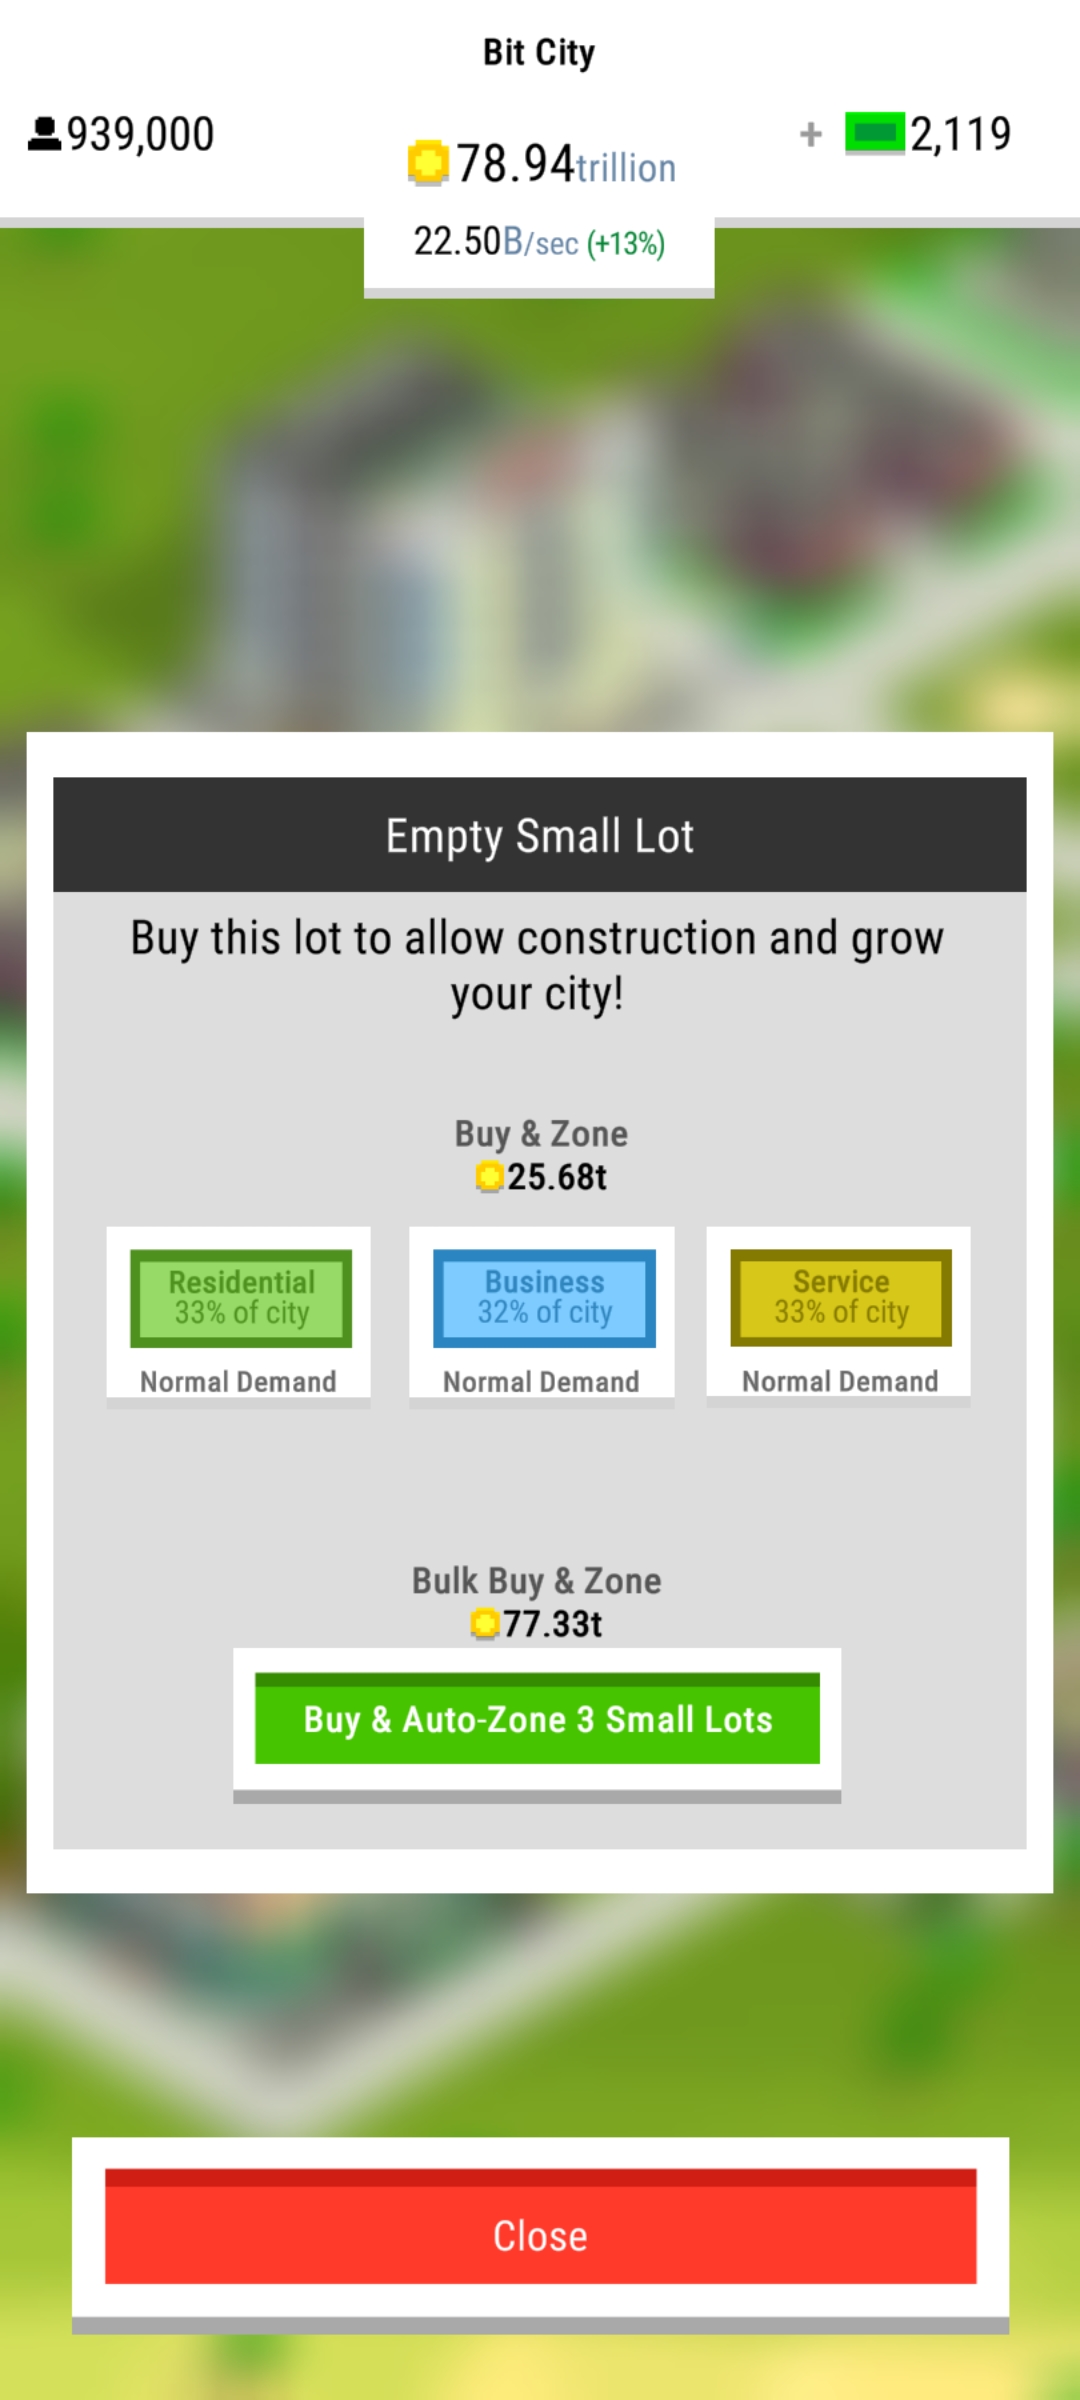 Bit City
939,000
78.94trillion
+ 2,119
22.50B/sec (+13%)
Empty Small Lot
Buy this lot to allow construction and grow
your city!
Buy & Zone
25.68t
Residential
33% of city
Normal Demand
Business
32% of city
Normal Demand
Service
33% of city
Normal Demand
Bulk Buy & Zone
77.33t
Buy & Auto-Zone 3 Small Lots
Close